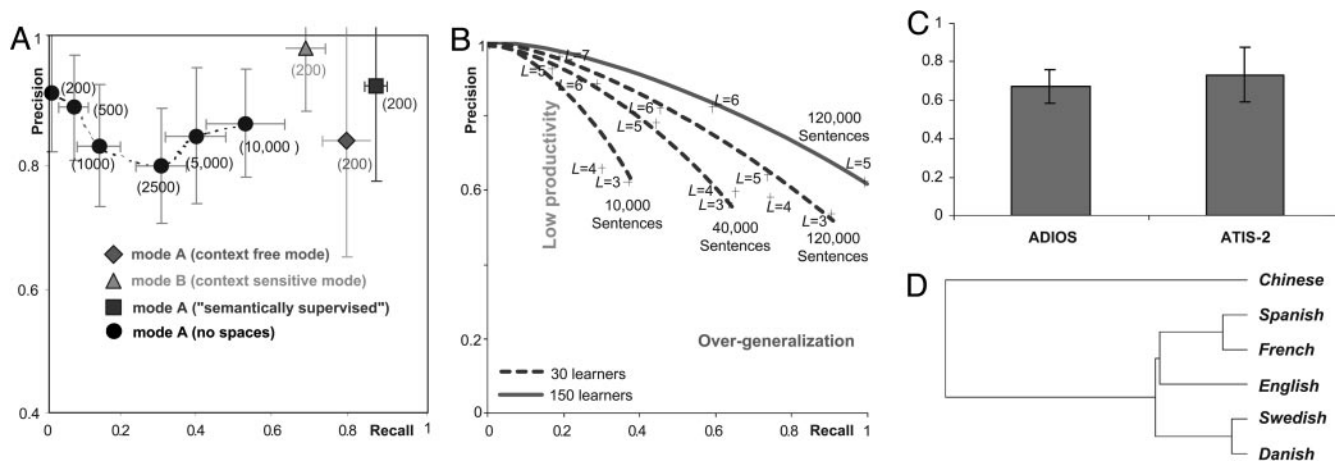 A
Precision
1
0.8
0.6
0.4
0
0.2
0.4
0.6
0.8
Recall
1
(200)
(500)
(1000)
(2500)
(5,000)
(10,000 )
(200)
(200)
(200)
mode A (context free mode)
mode B (context sensitive mode)
mode A ("semantically supervised")
mode A (no spaces)
B
Precision
1
0.6
0.4
0.2
0
0
0.2
0.4
0.6
0.8
Recall
1
Low productivity
Over-generalization
L=7
L=5
L=6
L=6
L=5
L=6
L=5
L=4
L=3
L=4
L=3
L=5
L=4
L=3
10,000
Sentences
40,000
Sentences
120,000
Sentences
120,000
Sentences
30 learners
150 learners
C
1
0.8
0.6
0.4
0.2
0
ADIOS
ATIS-2
D
Chinese
Spanish
French
English
Swedish
Danish